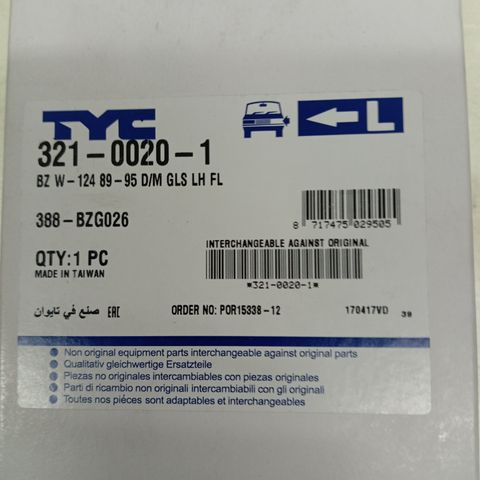 TYC
L
321-0020-1
BZ W-124 89-95 D/M GLS LH FL
388-BZG026
8 717475 029505
QTY:1 PC
MADE IN TAIWAN
INTERCHANGEABLE AGAINST ORIGINAL
*321-0020-1*
صنع في تايوان EAC
ORDER NO: POR15338-12
170417VD
39
Non original equipment parts interchangeable against original parts
Qualitativ gleichwertige Ersatzteile
Piezas no originales intercambiables con piezas originales
Parti di ricambio non originali intercambiabili con gli originali
Toutes nos piéces sont adaptables et interchangeables